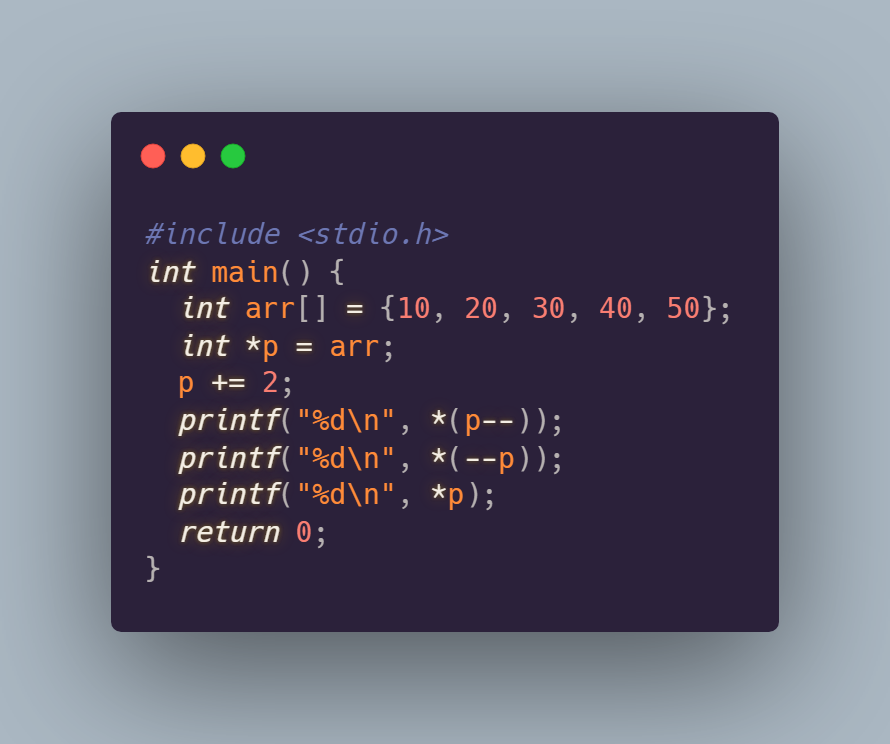 #include <stdio.h>
int main() {
  int arr[] = {10, 20, 30, 40, 50};
  int *p = arr;
  p += 2;
  printf("%d\n", *(p--));
  printf("%d\n", *(--p));
  printf("%d\n", *p);
  return 0;
}